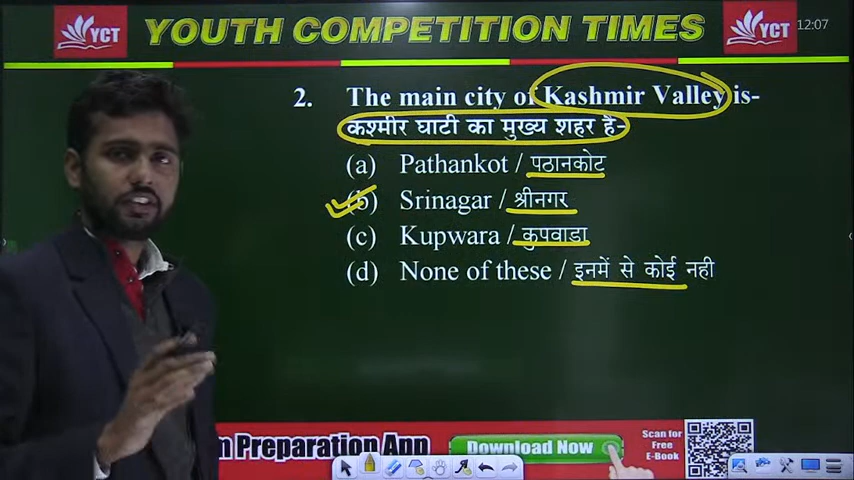 YCT
YOUTH COMPETITION TIMES
YCT
12:07
2. The main city of Kashmir Valley is-
कश्मीर घाटी का मुख्य शहर है-
(a) Pathankot / पठानकोट
(b) Srinagar / श्रीनगर
(c) Kupwara / कुपवाडा
(d) None of these / इनमें से कोई नही
Preparation App
Download Now
Scan for
Free
E-Book